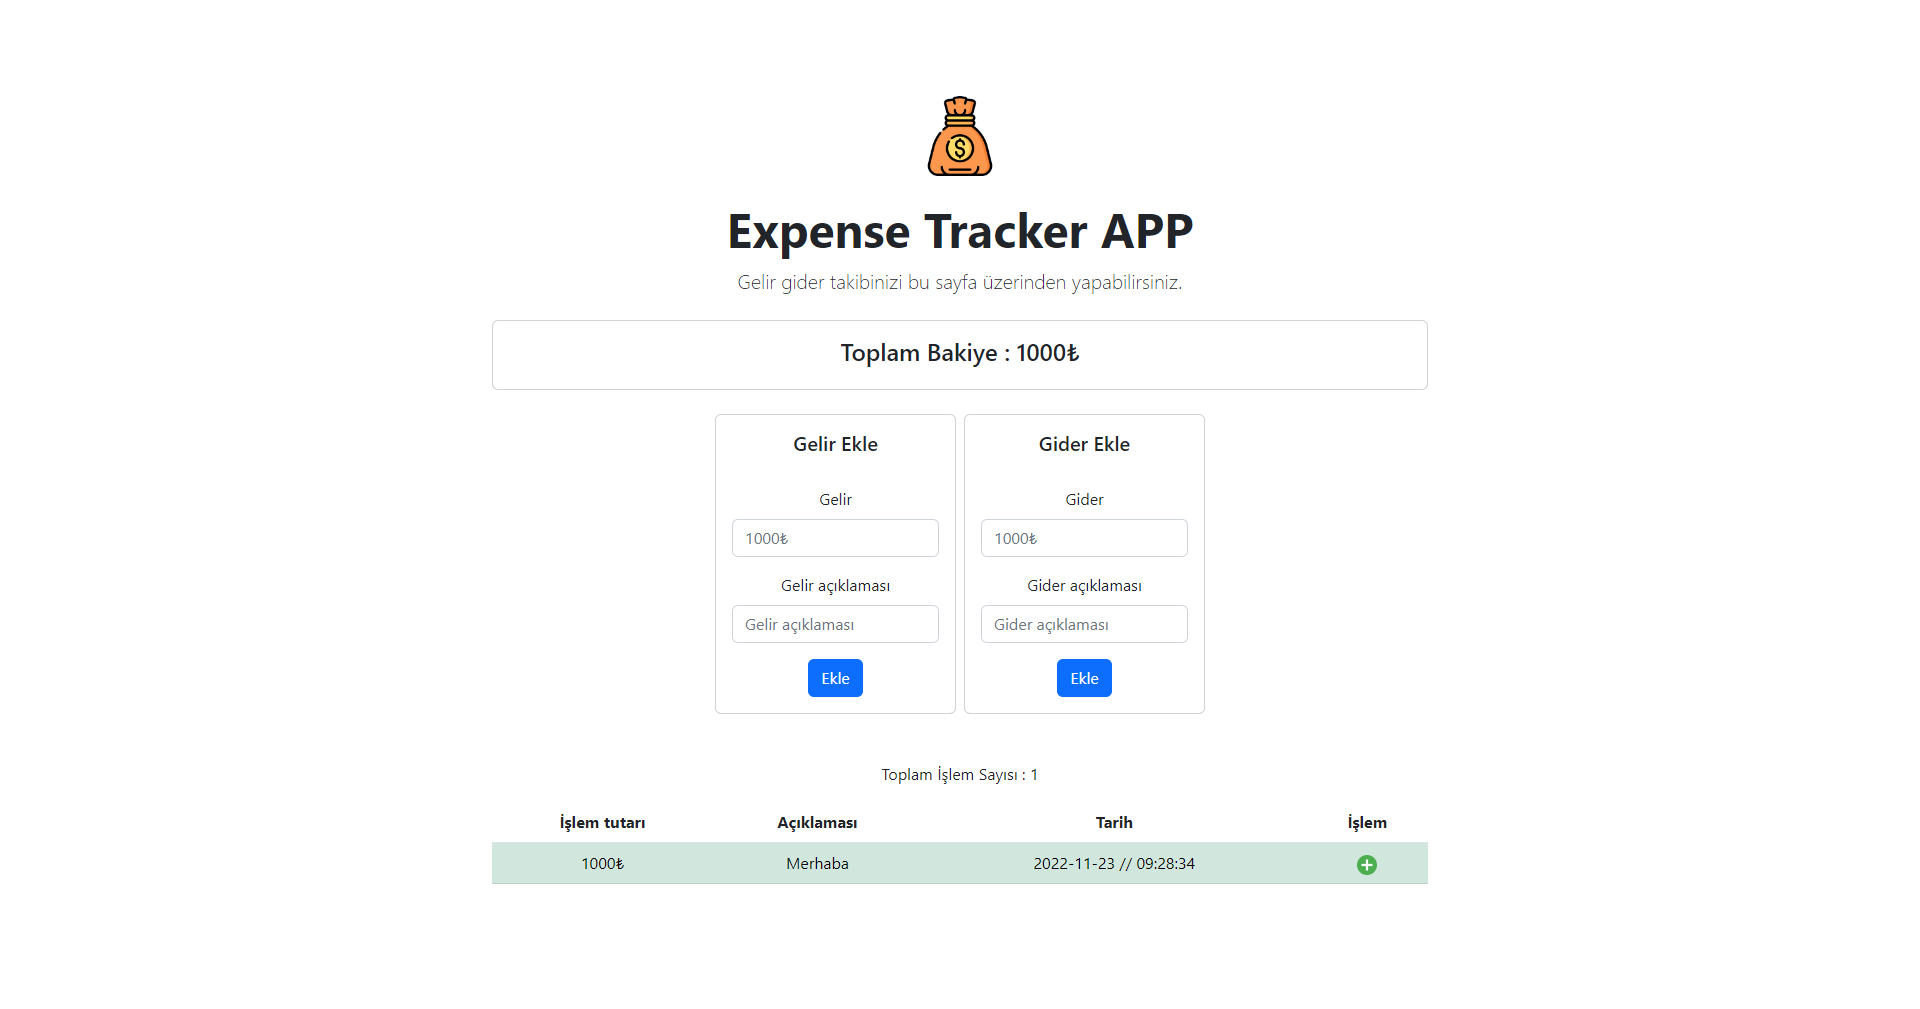 $
Expense Tracker APP
Gelir gider takibinizi bu sayfa üzerinden yapabilirsiniz.
Toplam Bakiye : 1000₺
Gelir Ekle
Gelir
1000₺
Gelir açıklaması
Gelir açıklaması
Ekle
Gider Ekle
Gider
1000₺
Gider açıklaması
Gider açıklaması
Ekle
Toplam İşlem Sayısı : 1
İşlem tutarı Açıklaması Tarih İşlem
1000₺ Merhaba 2022-11-23 // 09:28:34